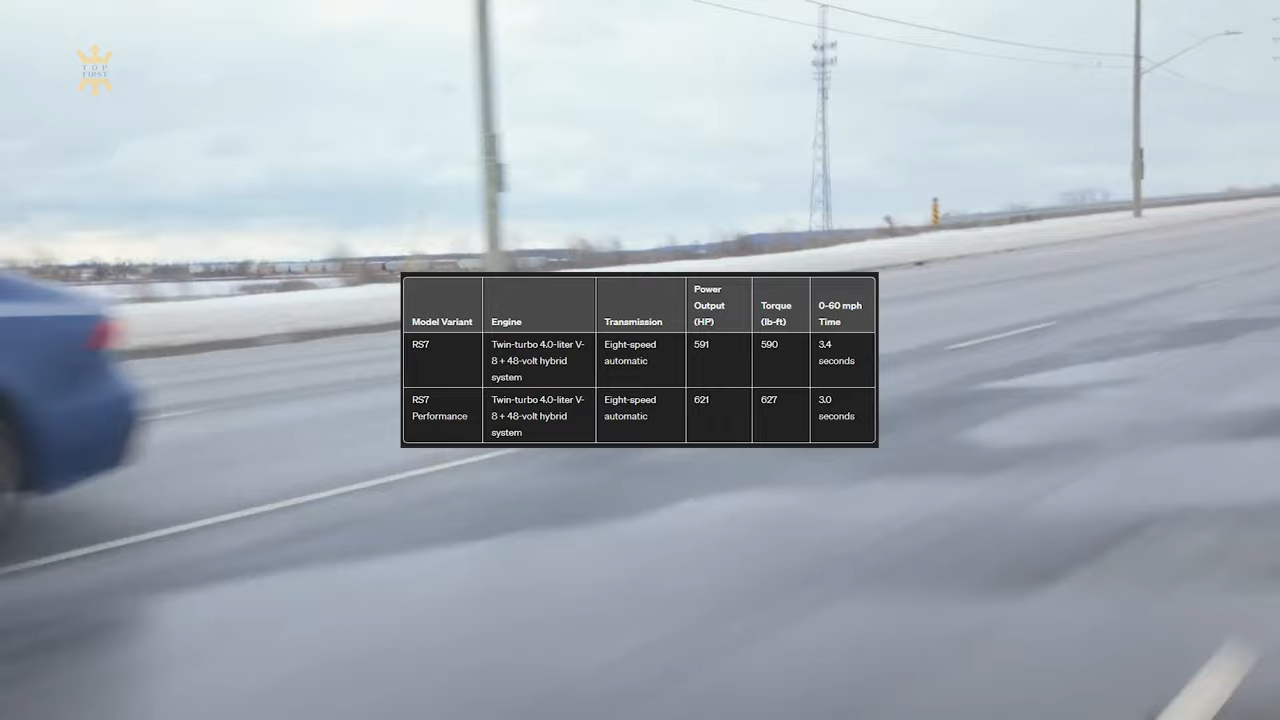 TOP
FIRST
Model Variant Engine Transmission Power Output (HP) Torque (lb-ft) 0-60 mph Time
RS7 Twin-turbo 4.0-liter V-8 + 48-volt hybrid system Eight-speed automatic 591 590 3.4 seconds
RS7 Performance Twin-turbo 4.0-liter V-8 + 48-volt hybrid system Eight-speed automatic 621 627 3.0 seconds